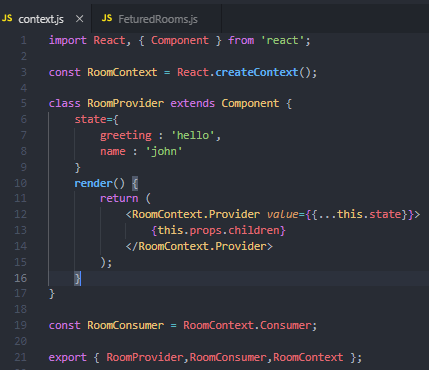 JS context.js × JS FeturedRooms.js
1 import React, { Component } from 'react';
2
3 const RoomContext = React.createContext();
4
5 class RoomProvider extends Component {
6     state={
7         greeting : 'hello',
8         name : 'john'
9     }
10     render() {
11         return (
12             <RoomContext.Provider value={{...this.state}}>
13                 {this.props.children}
14             </RoomContext.Provider>
15         );
16     }
17 }
18
19 const RoomConsumer = RoomContext.Consumer;
20
21 export { RoomProvider,RoomConsumer,RoomContext };